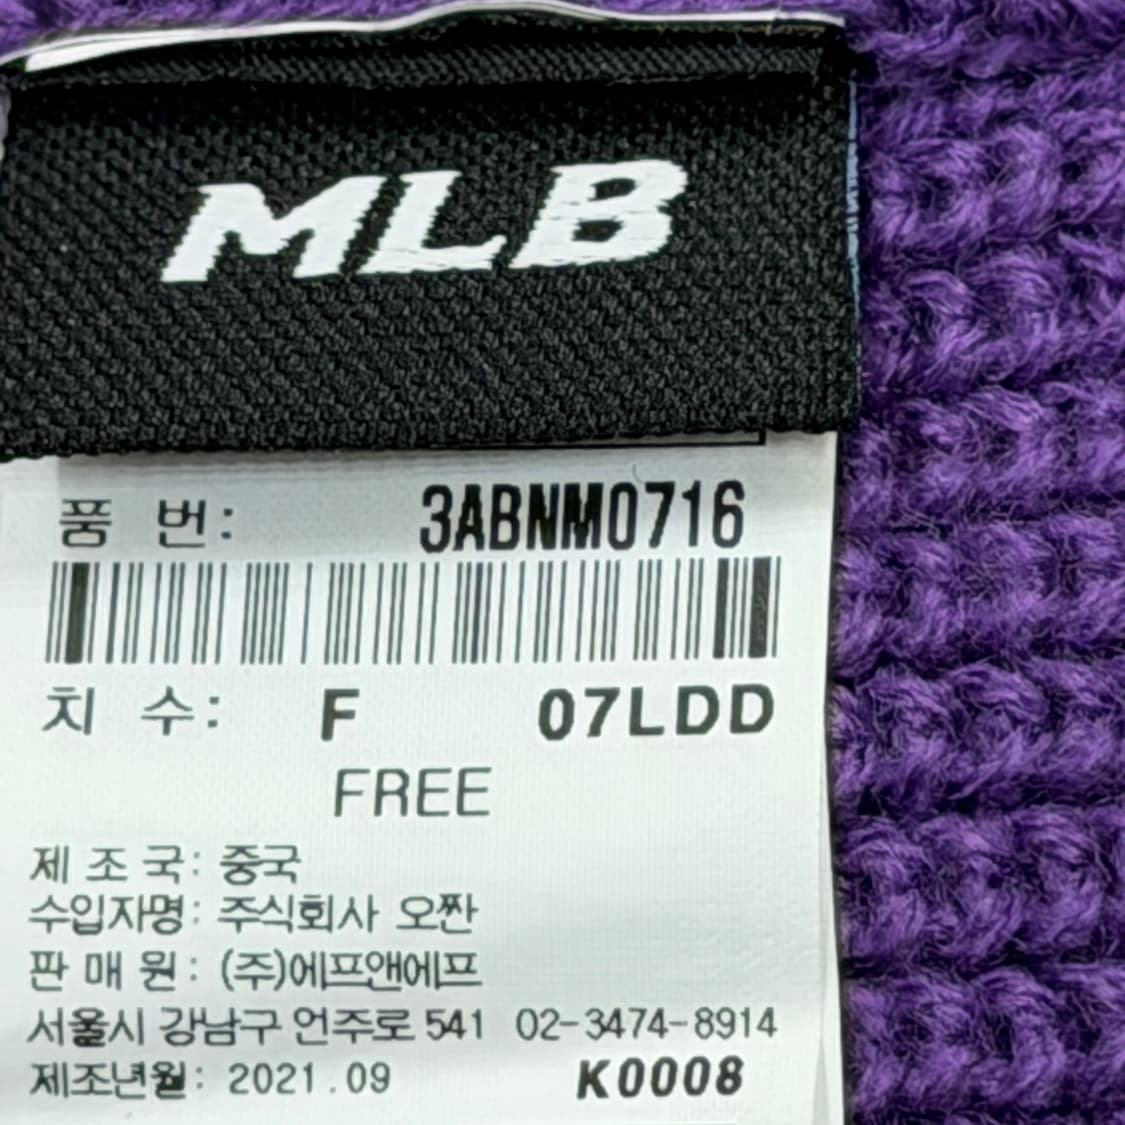 MLB
품 번: 3ABNM0716
치 수: F 07LDD
FREE
제 조 국: 중국
수입자명: 주식회사 오짠
판 매 원: (주)에프앤에프
서울시 강남구 언주로 541 02-3474-8914
제조년월: 2021.09 K0008